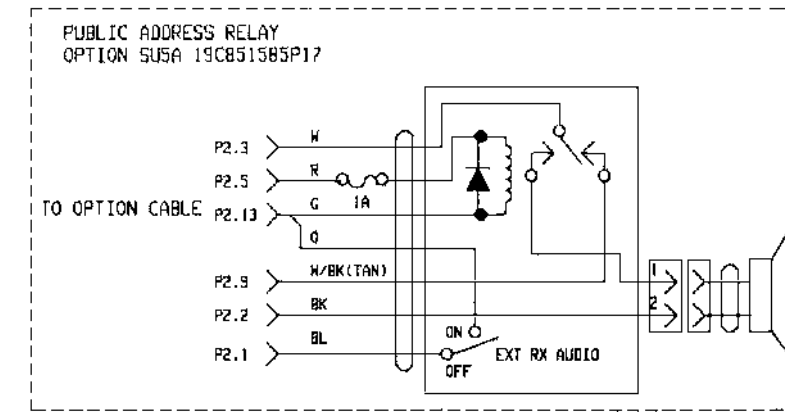 PUBLIC ADDRESS RELAY
OPTION SU5A 19C851585P17
P2.3 W
P2.5 R
1A
TO OPTION CABLE P2.13 G
O
P2.9 W/BK(TAN)
1
P2.2 BK
2
ON
P2.1 BL
EXT RX AUDIO
OFF